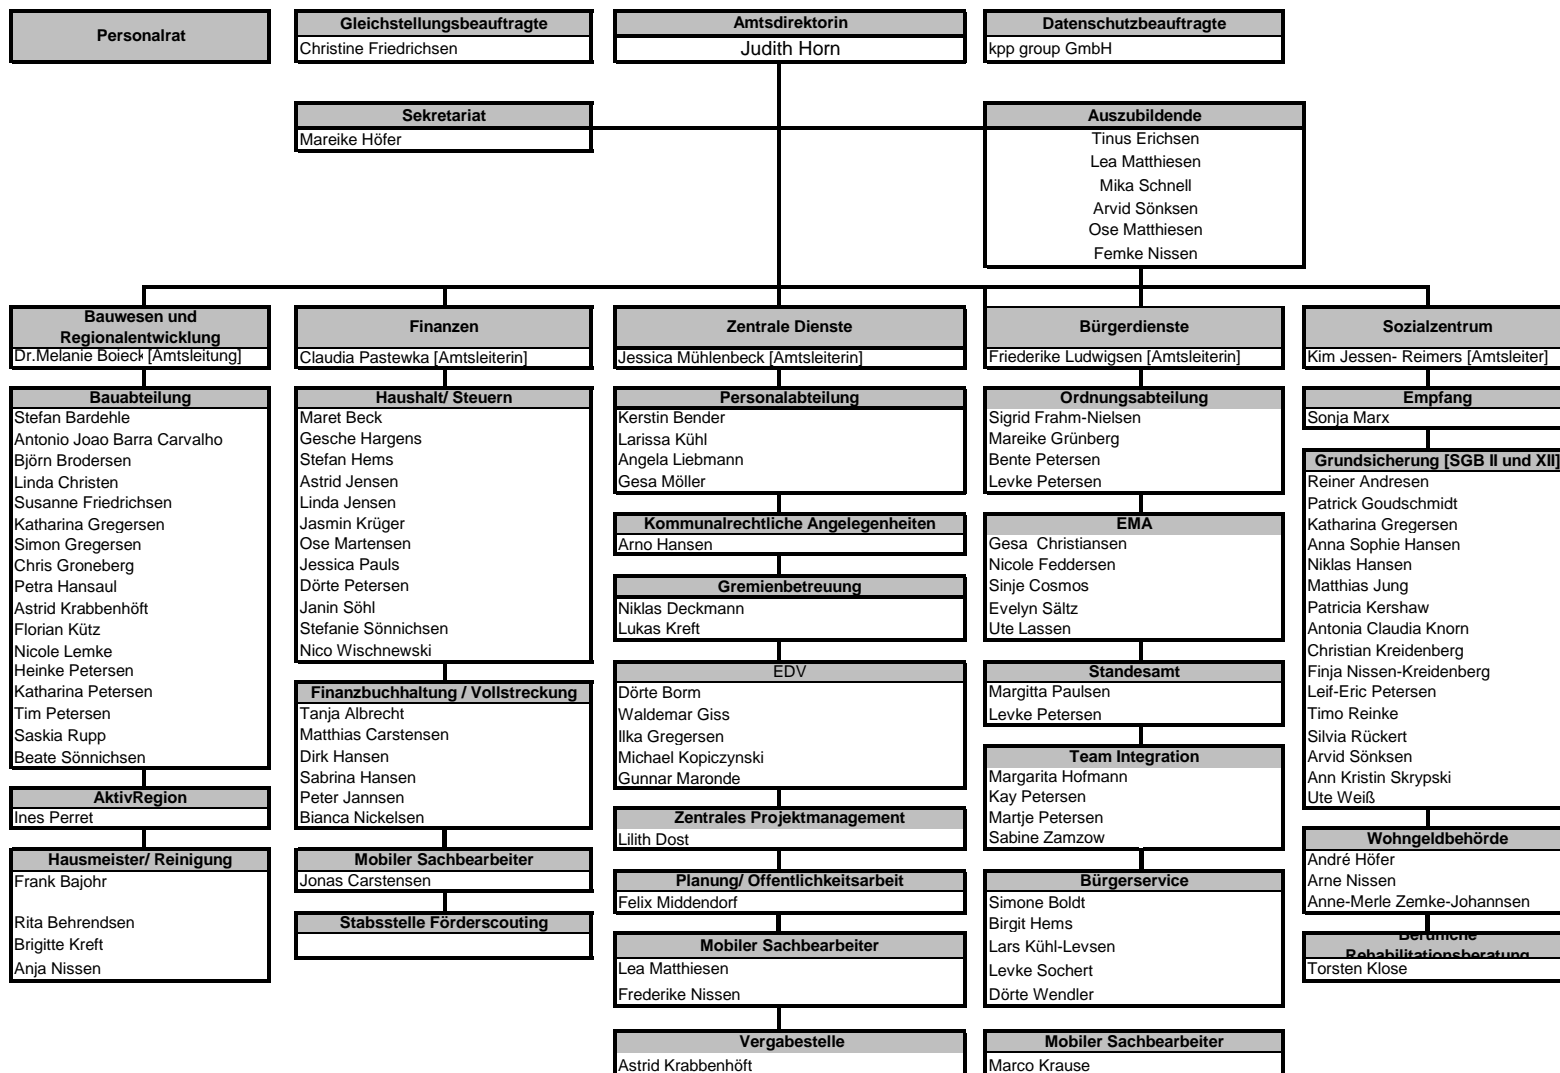 Personalrat
Gleichstellungsbeauftragte
Christine Friedrichsen
Amtsdirektorin
Judith Horn
Datenschutzbeauftragte
kpp group GmbH
Sekretariat
Mareike Höfer
Auszubildende
Tinus Erichsen
Lea Matthiesen
Mika Schnell
Arvid Sönksen
Ose Matthiesen
Femke Nissen
Bauwesen und
Regionalentwicklung
Dr.Melanie Boieck [Amtsleitung]
Bauabteilung
Stefan Bardehle
Antonio Joao Barra Carvalho
Björn Brodersen
Linda Christen
Susanne Friedrichsen
Katharina Gregersen
Simon Gregersen
Chris Groneberg
Petra Hansaul
Astrid Krabbenhöft
Florian Kütz
Nicole Lemke
Heinke Petersen
Katharina Petersen
Tim Petersen
Saskia Rupp
Beate Sönnichsen
AktivRegion
Ines Perret
Hausmeister/ Reinigung
Frank Bajohr
Rita Behrendsen
Brigitte Kreft
Anja Nissen
Finanzen
Claudia Pastewka [Amtsleiterin]
Haushalt/ Steuern
Maret Beck
Gesche Hargens
Stefan Hems
Astrid Jensen
Linda Jensen
Jasmin Krüger
Ose Martensen
Jessica Pauls
Dörte Petersen
Janin Söhl
Stefanie Sönnichsen
Nico Wischnewski
Finanzbuchhaltung / Vollstreckung
Tanja Albrecht
Matthias Carstensen
Dirk Hansen
Sabrina Hansen
Peter Jannsen
Bianca Nickelsen
Mobiler Sachbearbeiter
Jonas Carstensen
Stabsstelle Förderscouting
Zentrale Dienste
Jessica Mühlenbeck [Amtsleiterin]
Personalabteilung
Kerstin Bender
Larissa Kühl
Angela Liebmann
Gesa Möller
Kommunalrechtliche Angelegenheiten
Arno Hansen
Gremienbetreuung
Niklas Deckmann
Lukas Kreft
EDV
Dörte Borm
Waldemar Giss
Ilka Gregersen
Michael Kopiczynski
Gunnar Maronde
Zentrales Projektmanagement
Lilith Dost
Planung/ Offentlichkeitsarbeit
Felix Middendorf
Mobiler Sachbearbeiter
Lea Matthiesen
Frederike Nissen
Vergabestelle
Astrid Krabbenhöft
Bürgerdienste
Friederike Ludwigsen [Amtsleiterin]
Ordnungsabteilung
Sigrid Frahm-Nielsen
Mareike Grünberg
Bente Petersen
Levke Petersen
EMA
Gesa Christiansen
Nicole Feddersen
Sinje Cosmos
Evelyn Sältz
Ute Lassen
Standesamt
Margitta Paulsen
Levke Petersen
Team Integration
Margarita Hofmann
Kay Petersen
Martje Petersen
Sabine Zamzow
Bürgerservice
Simone Boldt
Birgit Hems
Lars Kühl-Levsen
Levke Sochert
Dörte Wendler
Mobiler Sachbearbeiter
Marco Krause
Sozialzentrum
Kim Jessen- Reimers [Amtsleiter]
Empfang
Sonja Marx
Grundsicherung [SGB II und XII]
Reiner Andresen
Patrick Goudschmidt
Katharina Gregersen
Anna Sophie Hansen
Niklas Hansen
Matthias Jung
Patricia Kershaw
Antonia Claudia Knorn
Christian Kreidenberg
Finja Nissen-Kreidenberg
Leif-Eric Petersen
Timo Reinke
Silvia Rückert
Arvid Sönksen
Ann Kristin Skrypski
Ute Weiß
Wohngeldbehörde
André Höfer
Arne Nissen
Anne-Merle Zemke-Johannsen
Berufliche
Rehabilitationsberatung
Torsten Klose